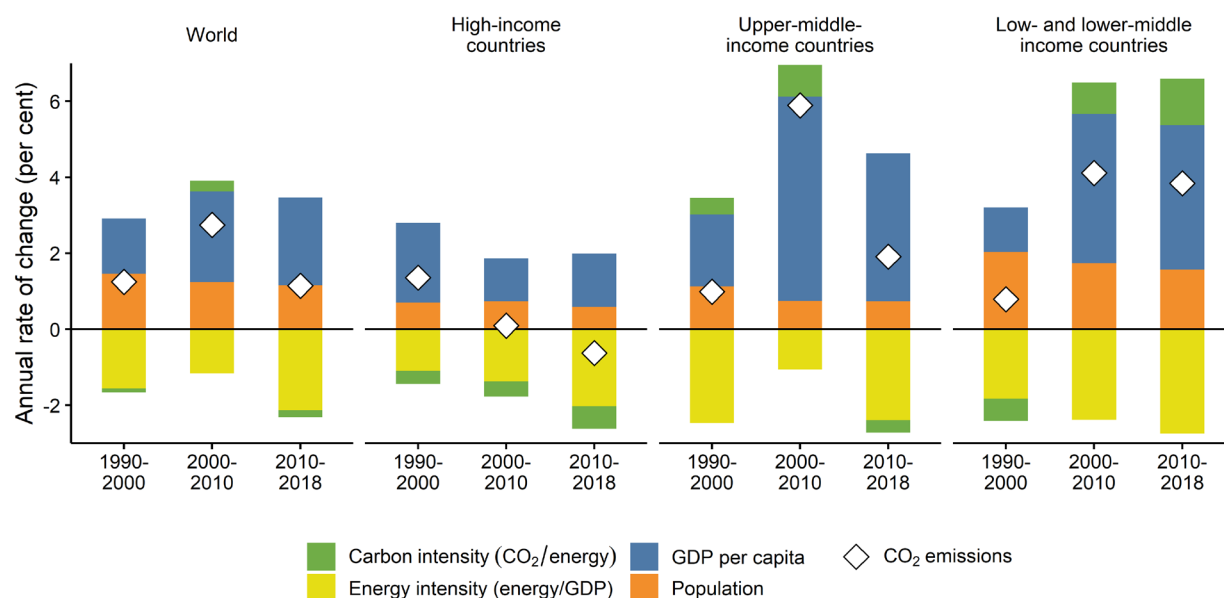 World
High-income
countries
Upper-middle-
income countries
Low- and lower-middle
income countries
Annual rate of change (per cent)
6
4
2
0
-2
1990-
2000
2000-
2010
2010-
2018
1990-
2000
2000-
2010
2010-
2018
1990-
2000
2000-
2010
2010-
2018
1990-
2000
2000-
2010
2010-
2018
Carbon intensity (CO₂/energy)
GDP per capita
CO₂ emissions
Energy intensity (energy/GDP)
Population